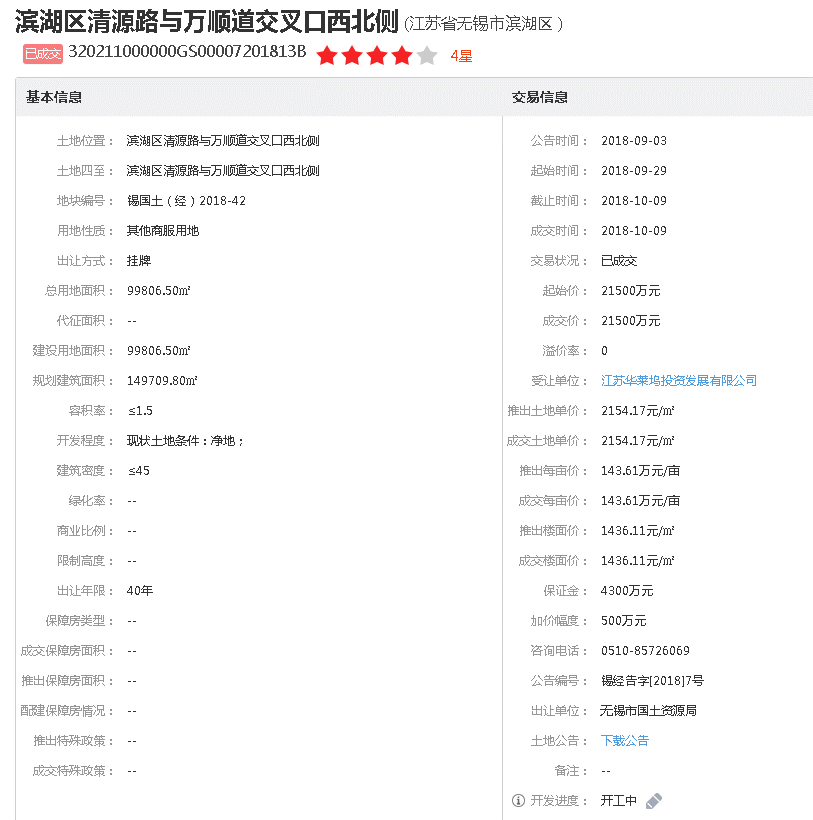 滨湖区清源路与万顺道交叉口西北侧 (江苏省无锡市滨湖区 )
已成交 320211000000GS00007201813B 4星
基本信息
土地位置： 滨湖区清源路与万顺道交叉口西北侧
土地四至： 滨湖区清源路与万顺道交叉口西北侧
地块编号： 锡国土（经）2018-42
用地性质： 其他商服用地
出让方式： 挂牌
总用地面积： 99806.50㎡
代征面积： --
建设用地面积： 99806.50㎡
规划建筑面积： 149709.80㎡
容积率： ≤1.5
开发程度： 现状土地条件：净地；
建筑密度： ≤45
绿化率： --
商业比例： --
限制高度： --
出让年限： 40年
保障房类型： --
成交保障房面积： --
推出保障房面积： --
配建保障房情况： --
推出特殊政策： --
成交特殊政策： --
交易信息
公告时间： 2018-09-03
起始时间： 2018-09-29
截止时间： 2018-10-09
成交时间： 2018-10-09
交易状况： 已成交
起始价： 21500万元
成交价： 21500万元
溢价率： 0
受让单位： 江苏华莱坞投资发展有限公司
推出土地单价： 2154.17元/㎡
成交土地单价： 2154.17元/㎡
推出每亩价： 143.61万元/亩
成交每亩价： 143.61万元/亩
推出楼面价： 1436.11元/㎡
成交楼面价： 1436.11元/㎡
保证金： 4300万元
加价幅度： 500万元
咨询电话： 0510-85726069
公告编号： 锡经告字[2018]7号
出让单位： 无锡市国土资源局
土地公告： 下载公告
备注： --
开发进度： 开工中